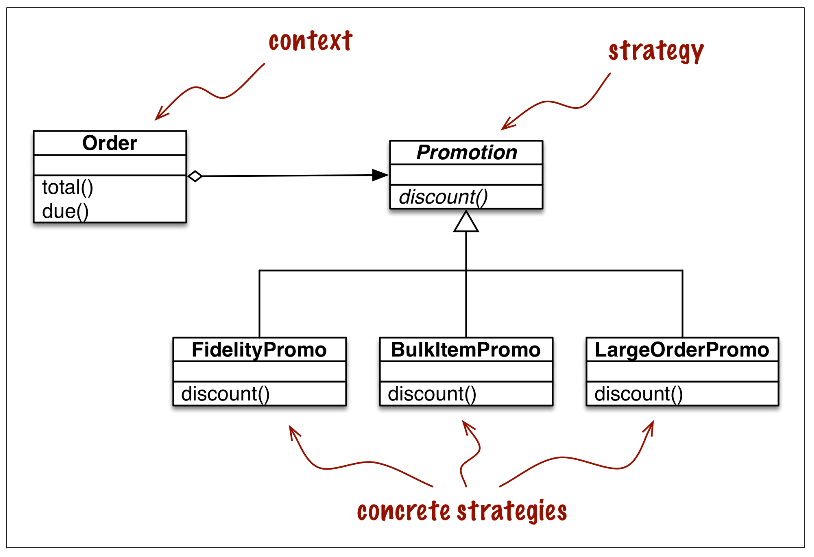 context
strategy
Order
total()
due()
Promotion
discount()
FidelityPromo
discount()
BulkItemPromo
discount()
LargeOrderPromo
discount()
concrete strategies